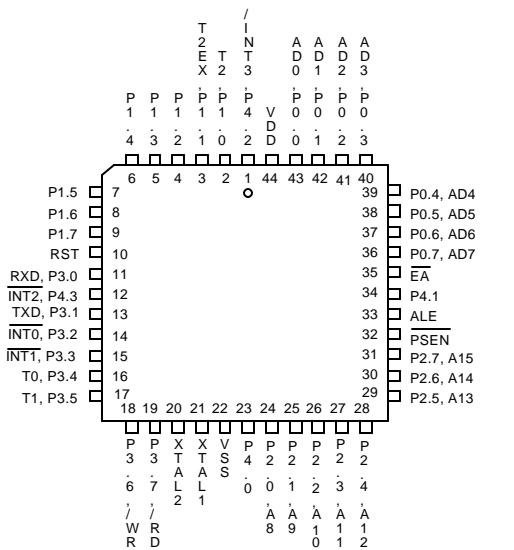 T2EX,P1.1
T2,P1.0
/INT3,P4.2
AD0,P0.0
AD1,P0.1
AD2,P0.2
AD3,P0.3
P1.4
P1.3
P1.2
VDD
6 5 4 3 2 1 44 43 42 41 40
P1.5 7
P1.6 8
P1.7 9
RST 10
RXD, P3.0 11
INT2, P4.3 12
TXD, P3.1 13
INT0, P3.2 14
INT1, P3.3 15
T0, P3.4 16
T1, P3.5 17
39 P0.4, AD4
38 P0.5, AD5
37 P0.6, AD6
36 P0.7, AD7
35 EA
34 P4.1
33 ALE
32 PSEN
31 P2.7, A15
30 P2.6, A14
29 P2.5, A13
18 19 20 21 22 23 24 25 26 27 28
P3.6,/WR
P3.7,/RD
XTAL2
XTAL1
VSS
P4.0
P2.0,A8
P2.1,A9
P2.2,A10
P2.3,A11
P2.4,A12